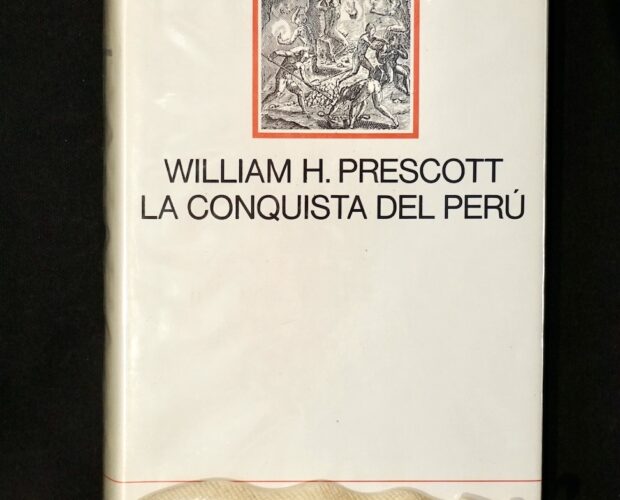 WILLIAM H. PRESCOTT
LA CONQUISTA DEL PERÚ